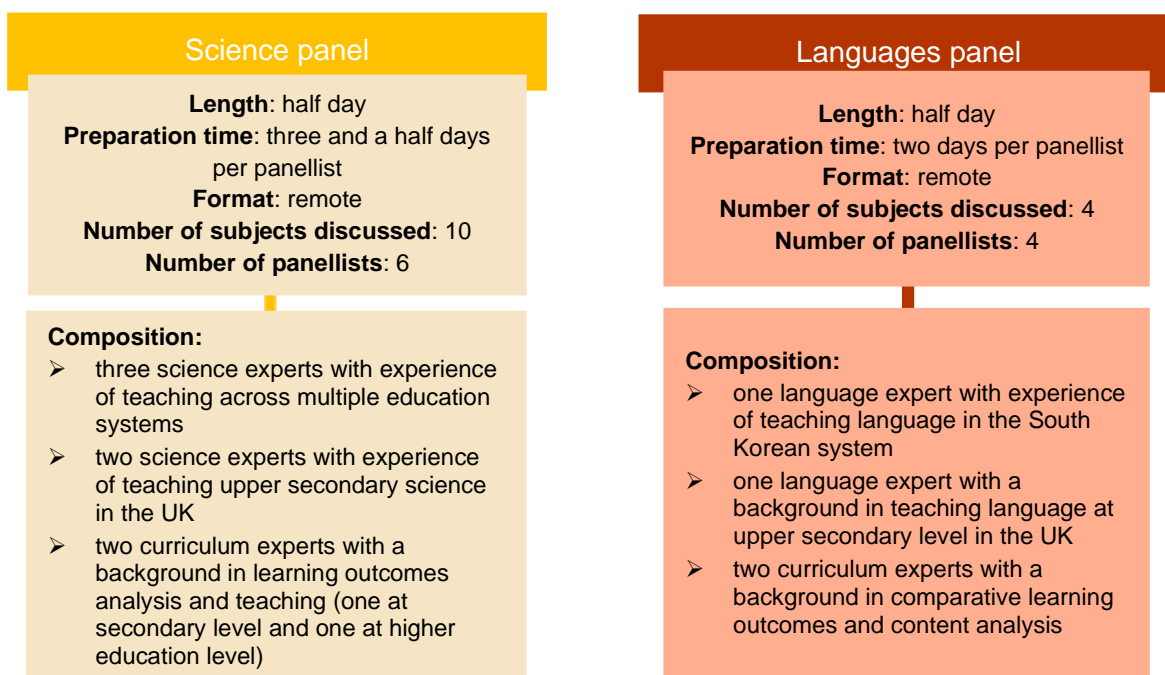 Science panel
Length: half day
Preparation time: three and a half days
per panellist
Format: remote
Number of subjects discussed: 10
Number of panellists: 6
Composition:
➢ three science experts with experience
of teaching across multiple education
systems
➢ two science experts with experience
of teaching upper secondary science
in the UK
➢ two curriculum experts with a
background in learning outcomes
analysis and teaching (one at
secondary level and one at higher
education level)
Languages panel
Length: half day
Preparation time: two days per panellist
Format: remote
Number of subjects discussed: 4
Number of panellists: 4
Composition:
➢ one language expert with experience
of teaching language in the South
Korean system
➢ one language expert with a
background in teaching language at
upper secondary level in the UK
➢ two curriculum experts with a
background in comparative learning
outcomes and content analysis